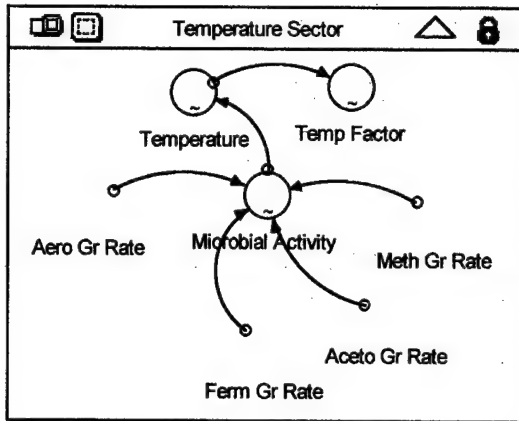 Temperature Sector
~
~
Temperature
Temp Factor
~
Aero Gr Rate
Microbial Activity
Meth Gr Rate
Aceto Gr Rate
Ferm Gr Rate